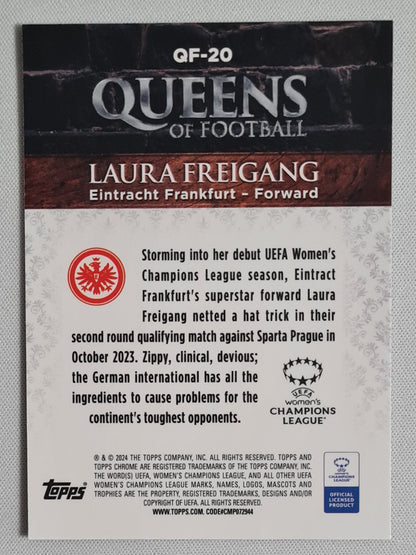 QF-20
QUEENS
OF FOOTBALL
LAURA FREIGANG
Eintracht Frankfurt - Forward
Storming into her debut UEFA Women's
Champions League season, Eintract
Frankfurt's superstar forward Laura
Freigang netted a hat trick in their
second round qualifying match against Sparta Prague in
October 2023. Zippy, clinical, devious;
the German international has all the
ingredients to cause problems for the
continent's toughest opponents.
UEFA
women's
CHAMPIONS
LEAGUE™
® & © 2024 THE TOPPS COMPANY, INC. ALL RIGHTS RESERVED. TOPPS AND
TOPPS CHROME ARE REGISTERED TRADEMARKS OF THE TOPPS COMPANY, INC.
THE WORD(S) UEFA, WOMEN'S CHAMPIONS LEAGUE, AND ALL OTHER UEFA
WOMEN'S CHAMPIONS LEAGUE MARKS, NAMES, LOGOS, MASCOTS AND
TROPHIES ARE THE PROPERTY, REGISTERED TRADEMARKS, DESIGNS AND/OR
COPYRIGHT OF UEFA. ALL RIGHTS RESERVED.
WWW.TOPPS.COM. CODE#CMP072944
Topps
UEFA
women's
CHAMPIONS
LEAGUE
OFFICIAL
LICENSED
PRODUCT